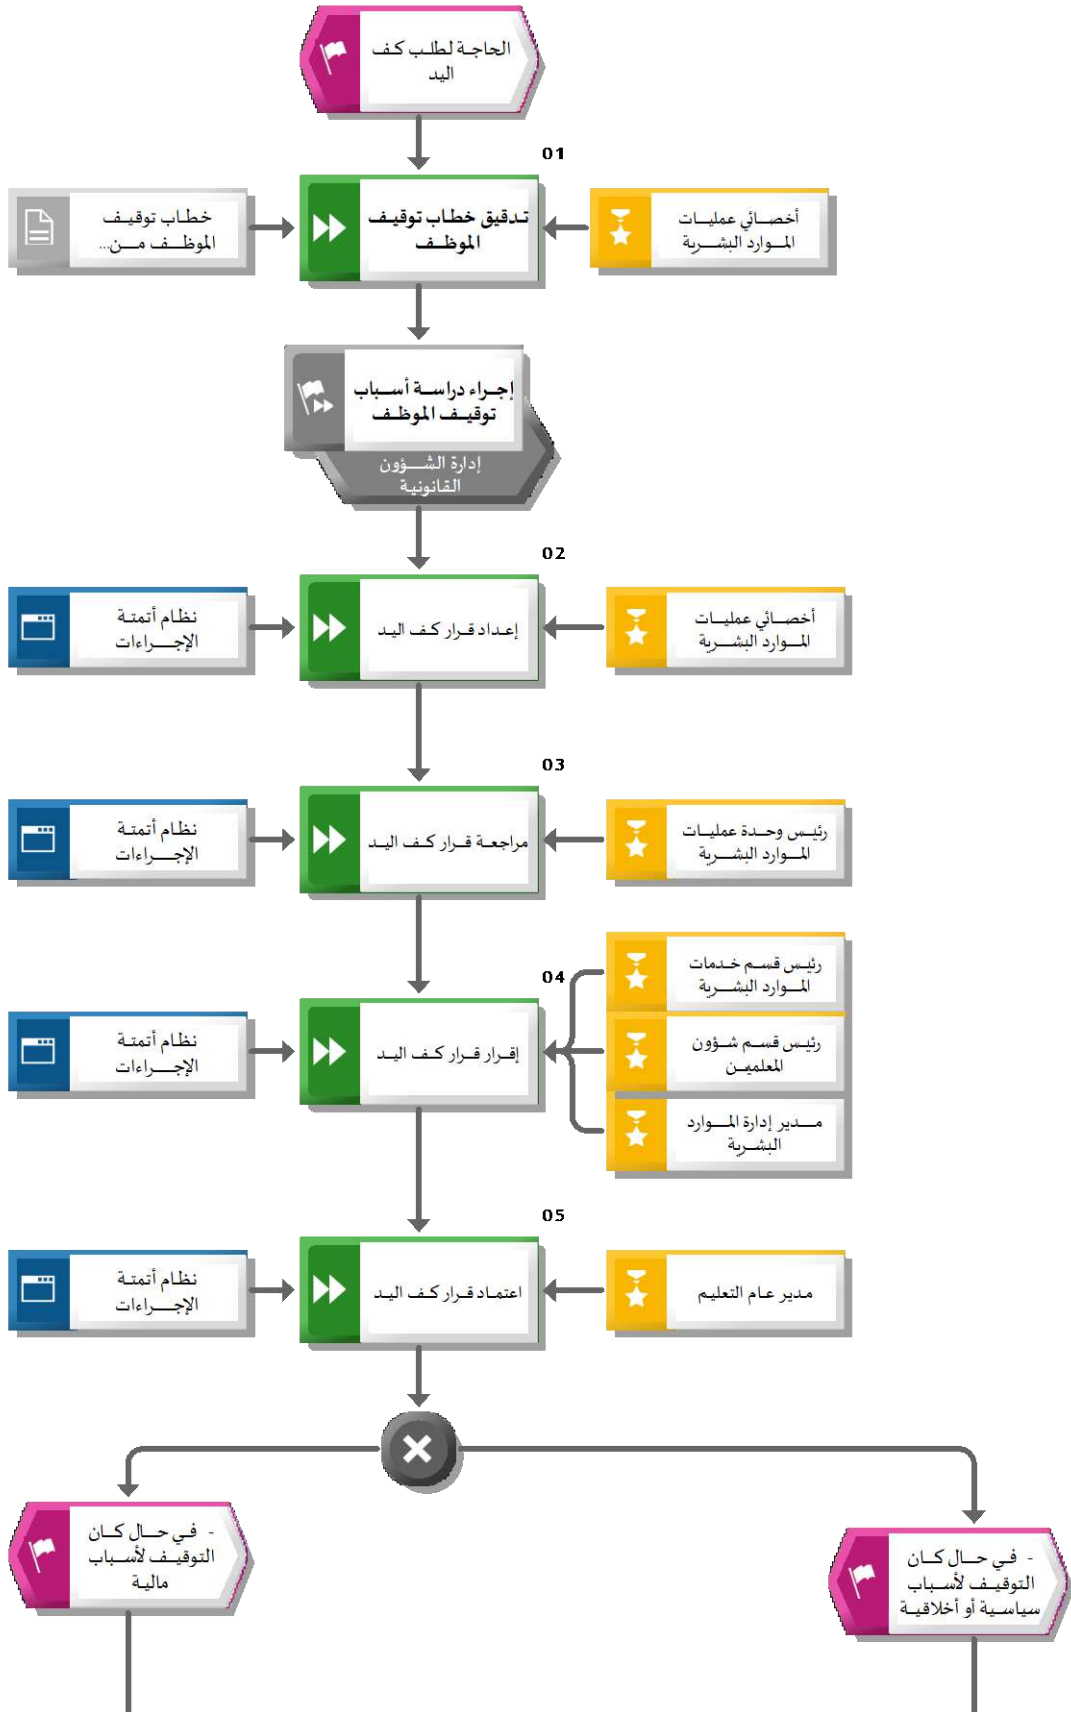 الحاجة لطلب كف
اليد
01
أخصائي عمليات
الموارد البشرية
تدقيق خطاب توقيف
الموظف
خطاب توقيف
الموظف من...
إجراء دراسة أسباب
توقيف الموظف
إدارة الشؤون
القانونية
02
أخصائي عمليات
الموارد البشرية
إعداد قرار كف اليد
نظام أتمتة
الإجراءات
03
رئيس وحدة عمليات
الموارد البشرية
مراجعة قرار كف اليد
نظام أتمتة
الإجراءات
04
رئيس قسم خدمات
الموارد البشرية
رئيس قسم شؤون
المعلمين
مدير إدارة الموارد
البشرية
إقرار قرار كف اليد
نظام أتمتة
الإجراءات
05
مدير عام التعليم
اعتماد قرار كف اليد
نظام أتمتة
الإجراءات
- في حال كان
التوقيف لأسباب
سياسية أو أخلاقية
- في حال كان
التوقيف لأسباب
مالية